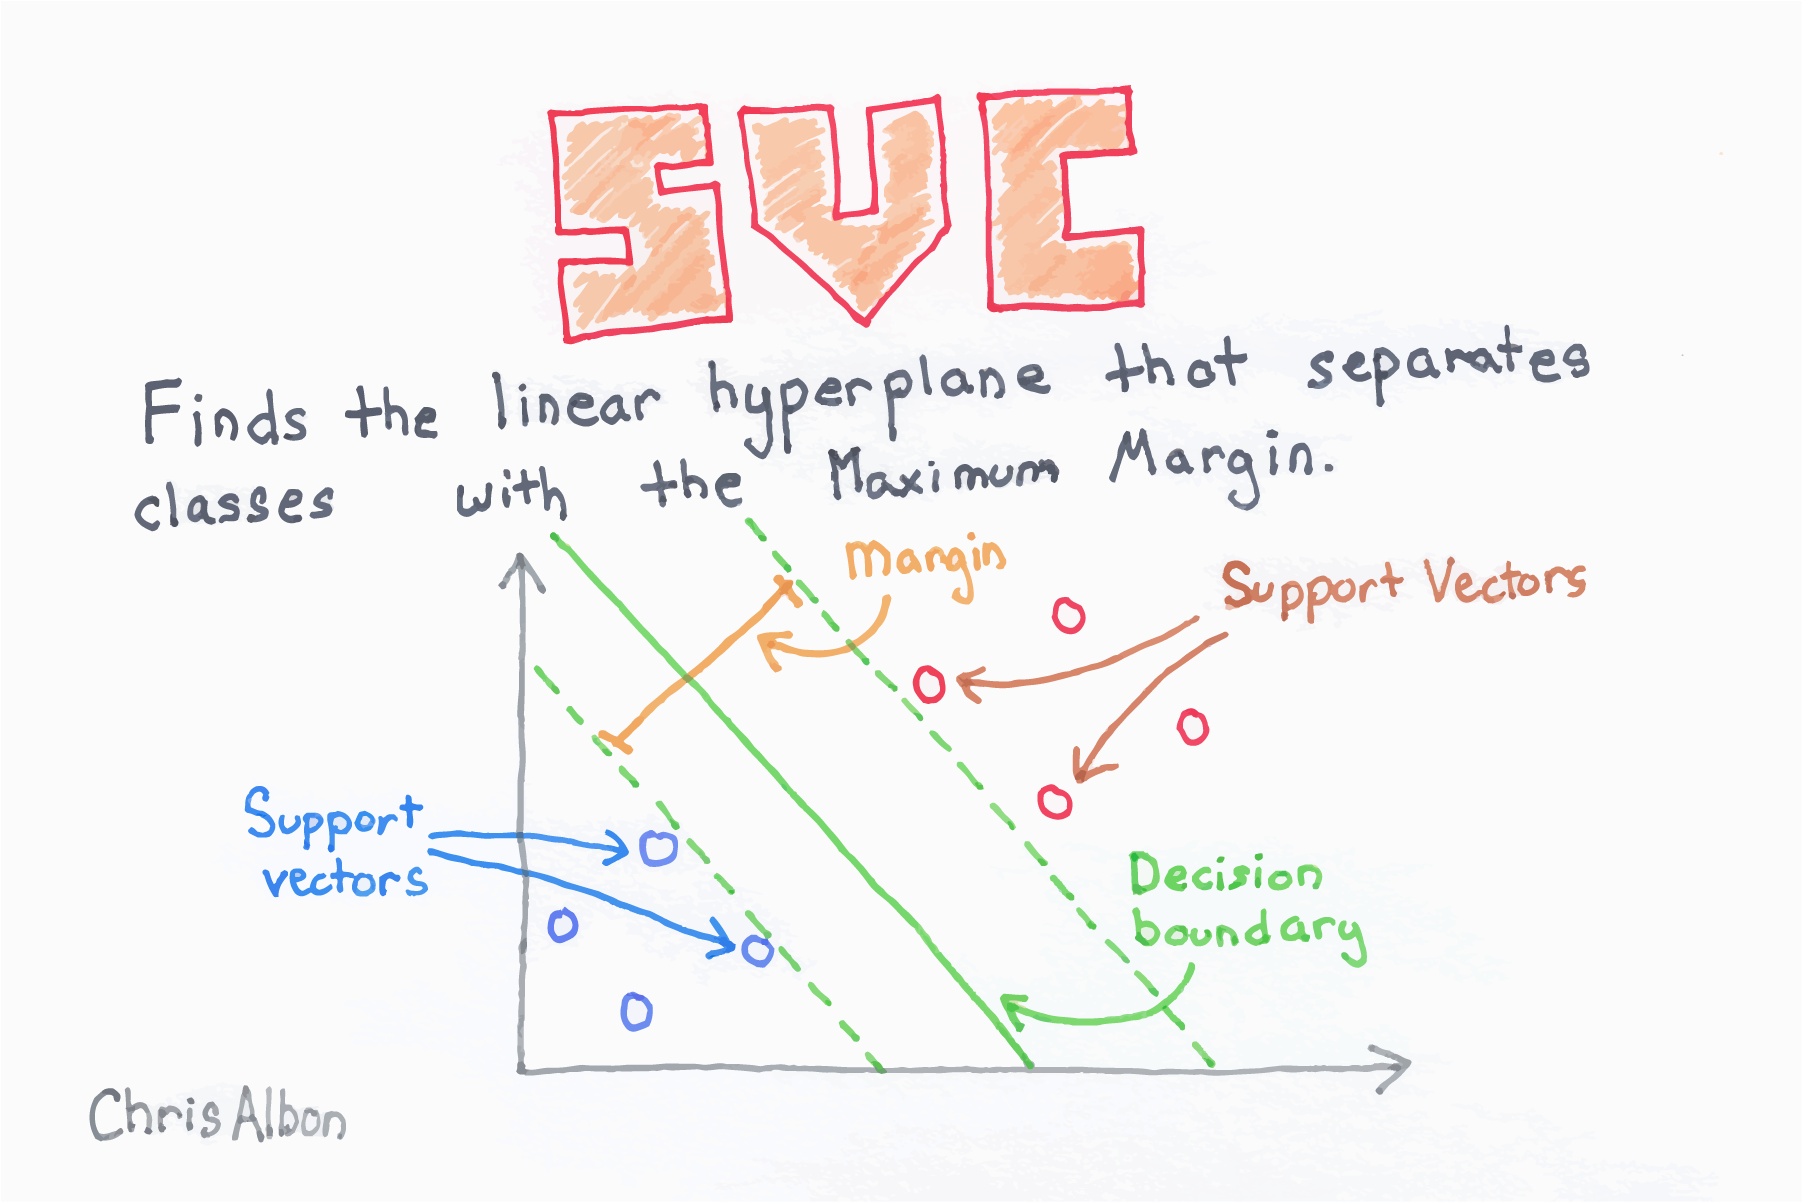 SVC
Finds the linear hyperplane that separates
classes with the Maximum Margin.
margin
Support Vectors
Support
vectors
Decision
boundary
Chris Albon